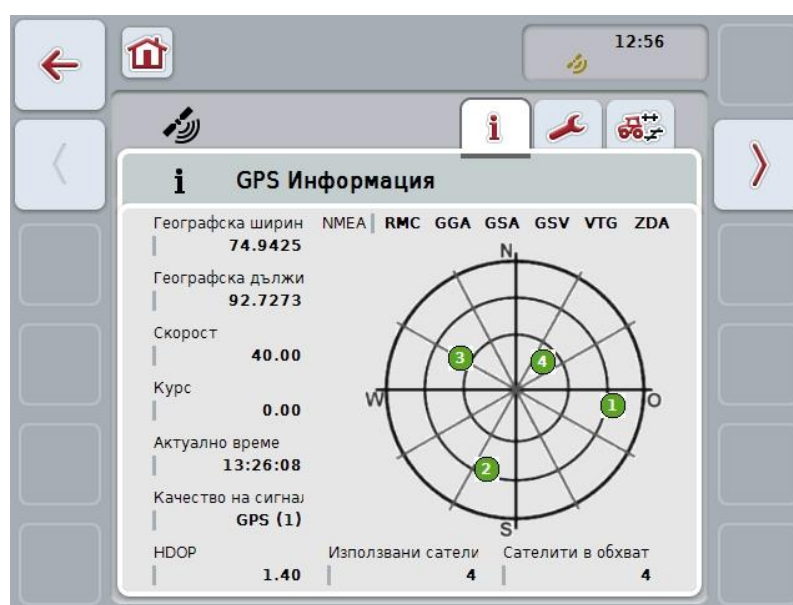 12:56
i
i GPS Информация
Географска ширин
74.9425
NMEA RMC GGA GSA GSV VTG ZDA
Географска дължи
92.7273
Скорост
40.00
Курс
0.00
Актуално време
13:26:08
Качество на сигнал
GPS (1)
HDOP
1.40
N
3
4
W
1
O
2
S
Използвани сатели
4
Сателити в обхват
4